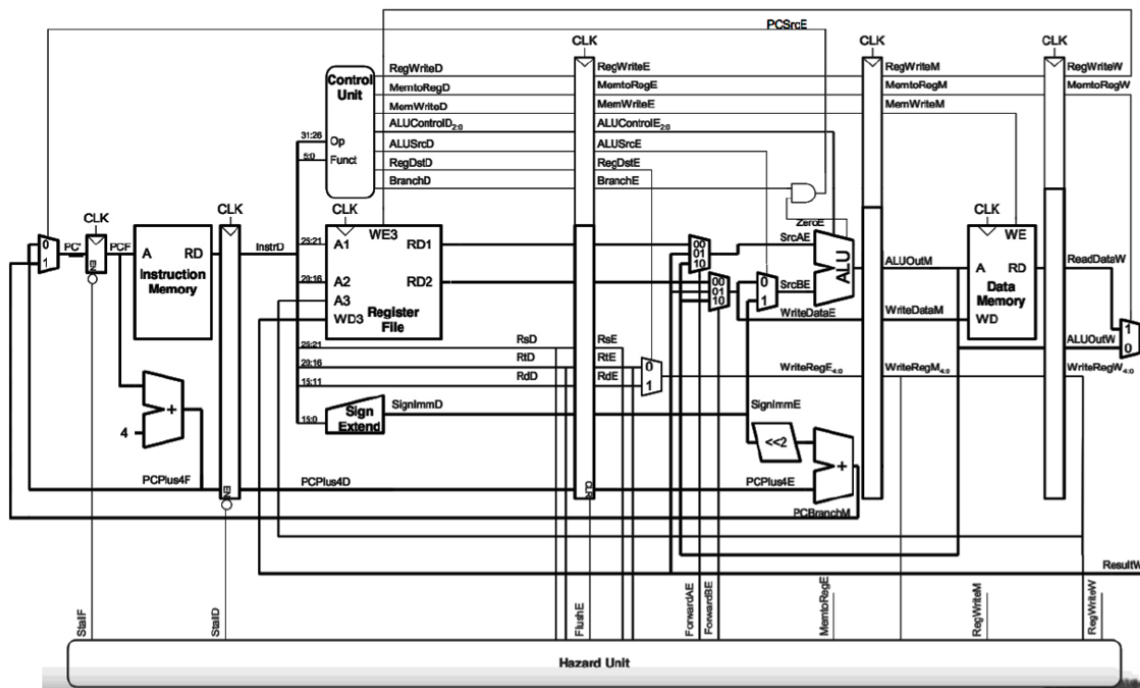 PCSrcE
CLK
CLK
CLK
RegWriteD
RegWriteE
RegWriteM
RegWriteW
Control
Unit
MemtoRegD
MemtoRegE
MemtoRegM
MemtoRegW
MemWriteD
MemWriteE
MemWriteM
ALUControlD2:0
ALUControlE2:0
31:26
Op
ALUSrcD
ALUSrcE
5:0
Funct
RegDstD
RegDstE
BranchD
BranchE
CLK
CLK
CLK
CLK
ZeroE
WE3
WE
0
1
PC'
PCF
EN
A
RD
Instruction
Memory
InstrD
25:21
A1
RD1
00
01
10
SrcAE
ALU
ALUOutM
A
RD
ReadDataW
20:16
A2
RD2
00
01
10
0
1
SrcBE
Data
Memory
A3
WD3
Register
File
WriteDataE
WriteDataM
WD
1
0
ALUOutW
25:21
RsD
RsE
20:16
RtD
RtE
0
1
WriteRegE4:0
WriteRegM4:0
WriteRegW4:0
15:11
RdD
RdE
15:0
Sign
Extend
SignImmD
SignImmE
4
+
<<2
+
PCPlus4F
EN
PCPlus4D
CLR
PCPlus4E
PCBranchM
ResultW
StallF
StallD
FlushE
ForwardAE
ForwardBE
MemtoRegE
RegWriteM
RegWriteW
Hazard Unit